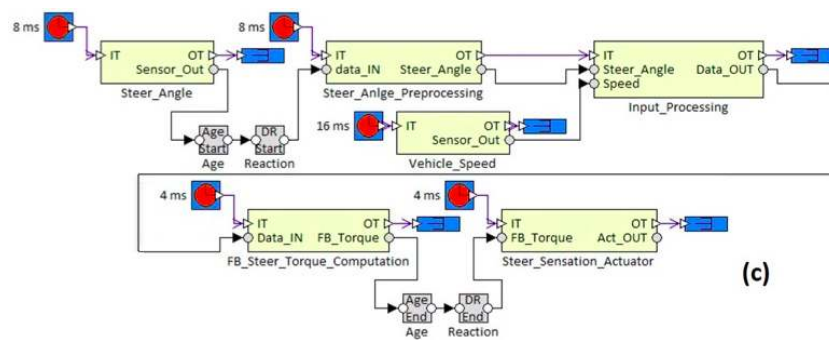 8 ms
IT OT
Sensor_Out
Steer_Angle
8 ms
IT OT
data_IN Steer_Angle
Steer_Anlge_Preprocessing
IT OT
Steer_Angle Data_OUT
Speed
Input_Processing
Age
Start
Age
DR
Start
Reaction
16 ms
IT OT
Sensor_Out
Vehicle_Speed
4 ms
IT OT
Data_IN FB_Torque
FB_Steer_Torque_Computation
4 ms
IT OT
FB_Torque Act_OUT
Steer_Sensation_Actuator
Age
End
Age
DR
End
Reaction
(c)